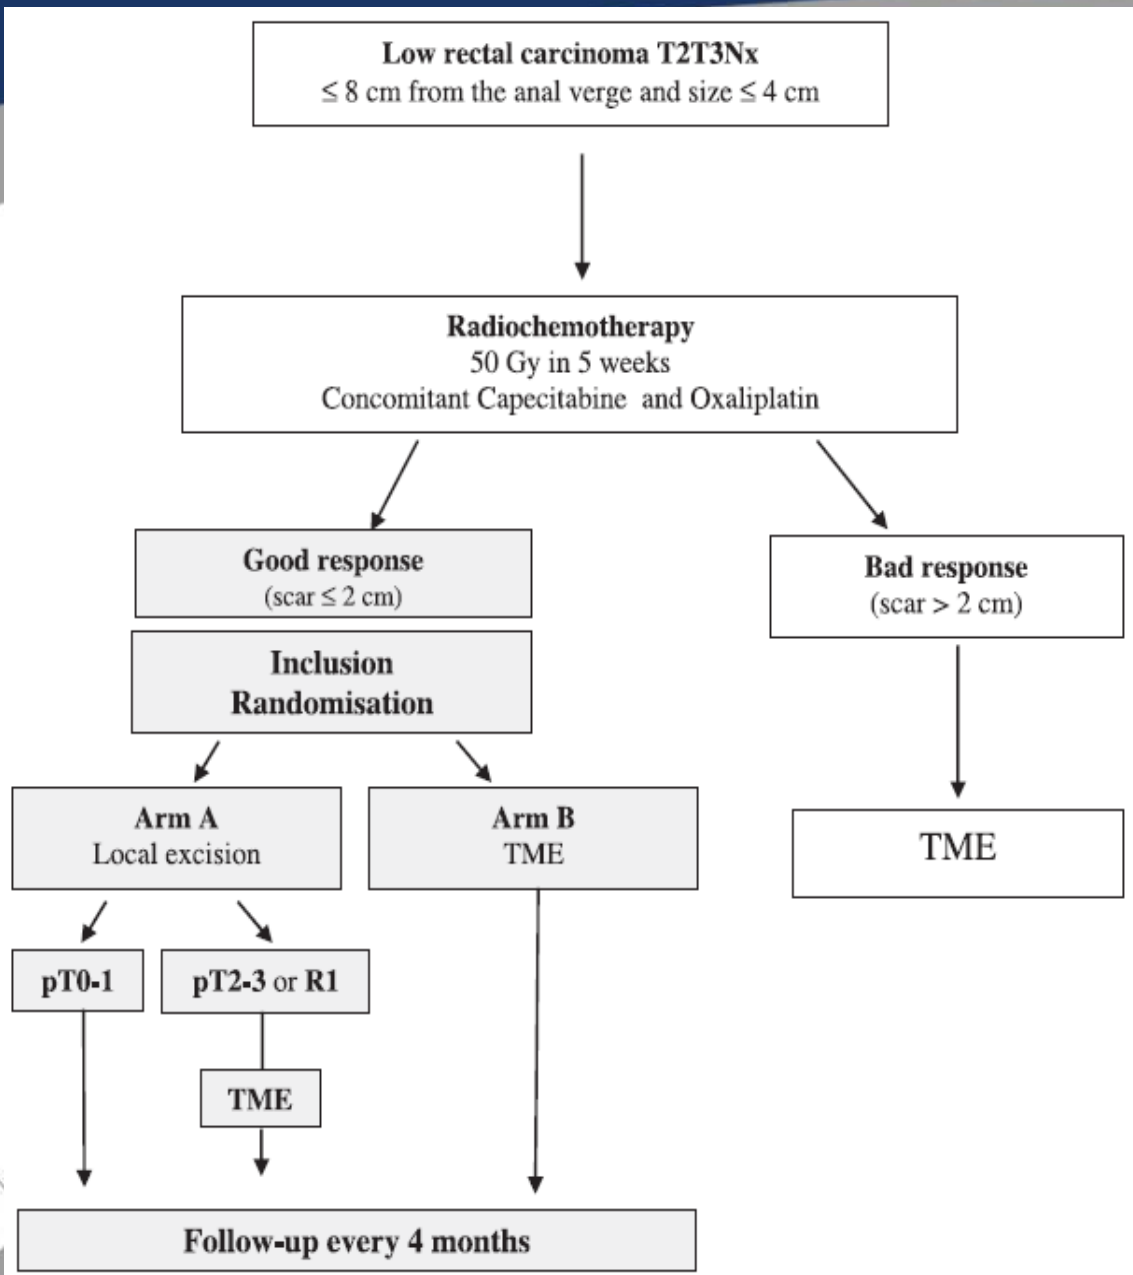 Low rectal carcinoma T2T3Nx
≤ 8 cm from the anal verge and size ≤ 4 cm
Radiochemotherapy
50 Gy in 5 weeks
Concomitant Capecitabine and Oxaliplatin
Good response
(scar ≤ 2 cm)
Bad response
(scar > 2 cm)
Inclusion
Randomisation
Arm A
Local excision
Arm B
TME
TME
pT0-1
pT2-3 or R1
TME
Follow-up every 4 months